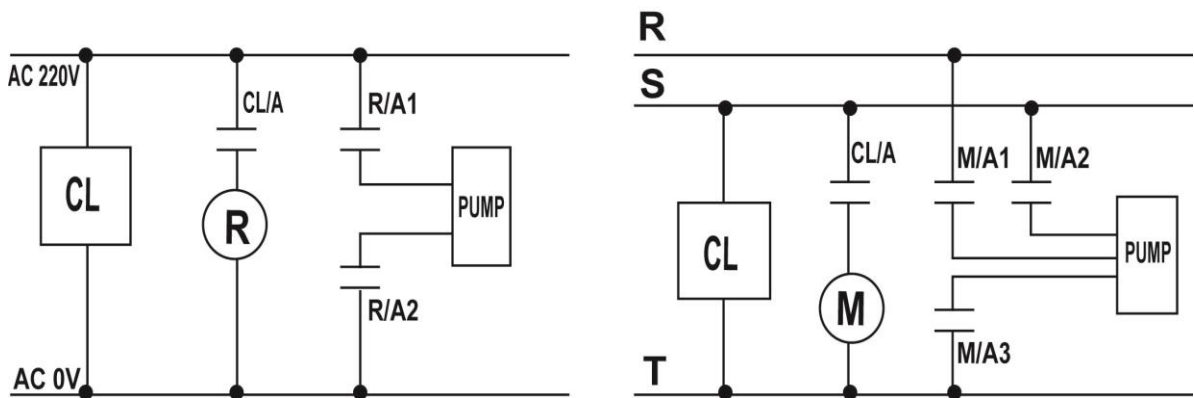 AC 220V
CL/A
R/A1
CL
R
PUMP
R/A2
AC 0V
R
S
CL/A
M/A1
M/A2
CL
M
PUMP
M/A3
T